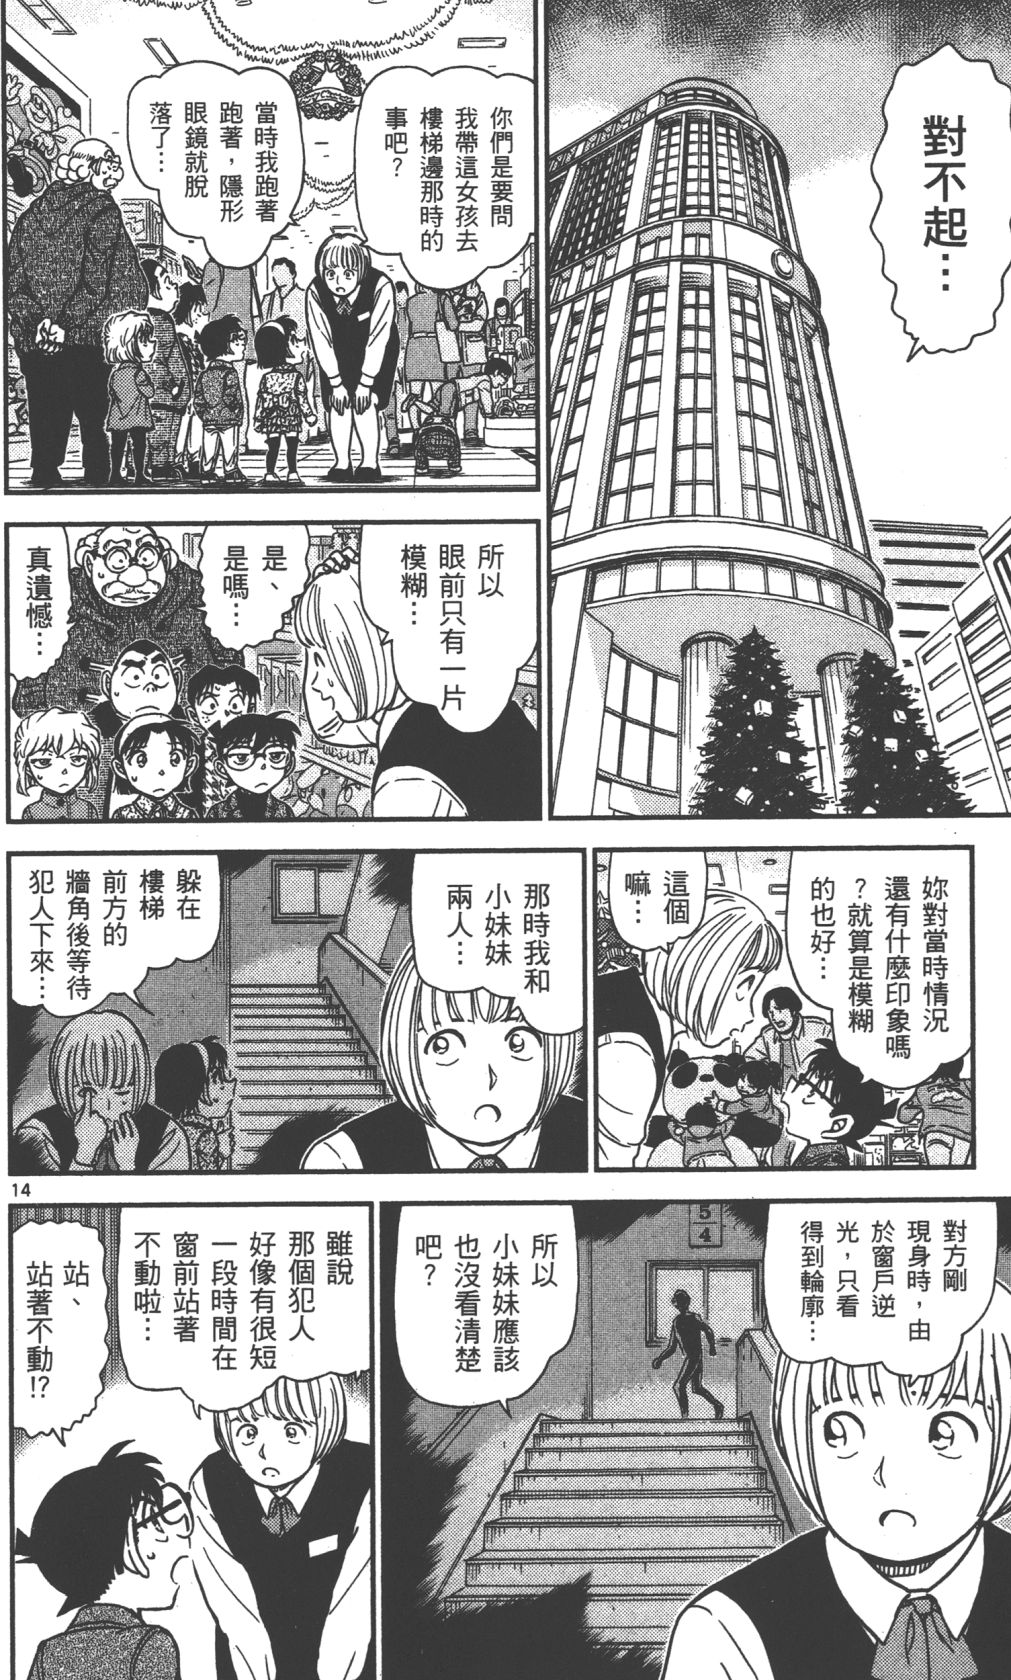 對不起…
你們是要問
我帶這女孩去
樓梯邊那時的
事吧？
當時我跑著
跑著，隱形
眼鏡就脫
落了…
所以
眼前只有一片
模糊…
是、
是嗎…
真遺憾…
妳對當時情況
還有什麼印象嗎
？就算是模糊
的也好…
這個
嘛…
那時我和
小妹妹
兩人…
躲在
樓梯
前方的
牆角後等待
犯人下來…
14
對方剛
現身時，由
於窗戶逆
光，只看
得到輪廓…
5
4
所以
小妹妹應該
也沒看清楚
吧？
雖說
那個犯人
好像有很短
一段時間在
窗前站著
不動啦…
站、
站著不動!?